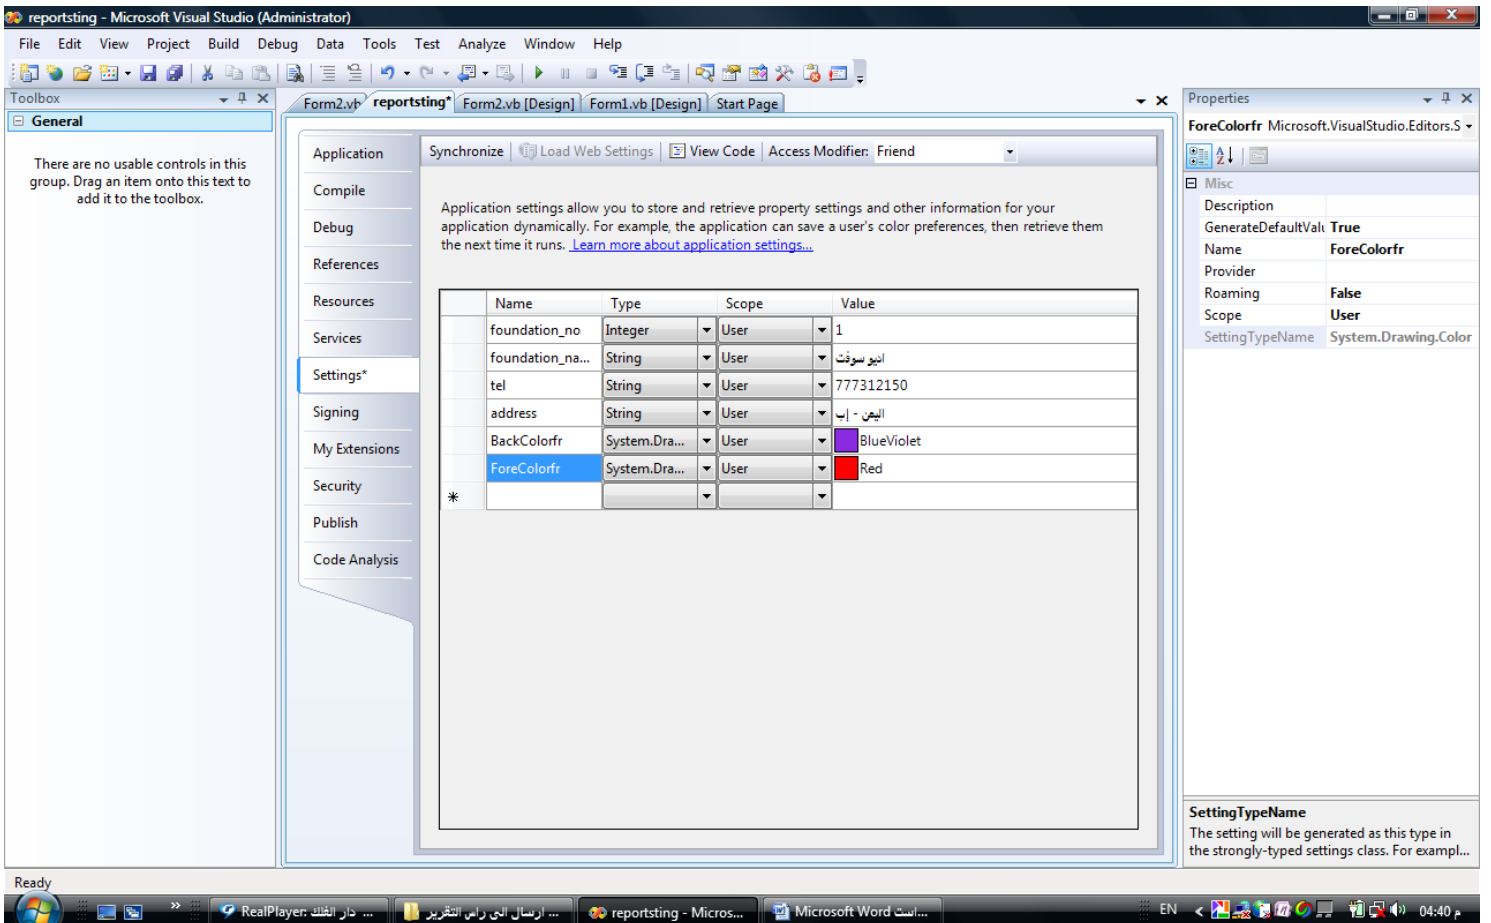 reportsting - Microsoft Visual Studio (Administrator)
File Edit View Project Build Debug Data Tools Test Analyze Window Help
Toolbox
General
There are no usable controls in this
group. Drag an item onto this text to
add it to the toolbox.
Form2.vb reportsting* Form2.vb [Design] Form1.vb [Design] Start Page
Application
Compile
Debug
References
Resources
Services
Settings*
Signing
My Extensions
Security
Publish
Code Analysis
Synchronize Load Web Settings View Code Access Modifier: Friend
Application settings allow you to store and retrieve property settings and other information for your
application dynamically. For example, the application can save a user's color preferences, then retrieve them
the next time it runs. Learn more about application settings...
Name Type Scope Value
foundation_no Integer User 1
foundation_na... String User اديو سوفت
tel String User 777312150
address String User اليمن - إب
BackColorfr System.Dra... User BlueViolet
ForeColorfr System.Dra... User Red
Properties
ForeColorfr Microsoft.VisualStudio.Editors.S
Misc
Description
GenerateDefaultValu True
Name ForeColorfr
Provider
Roaming False
Scope User
SettingTypeName System.Drawing.Color
SettingTypeName
The setting will be generated as this type in
the strongly-typed settings class. For exampl...
Ready
RealPlayer: دار الفلك ... ارسال الى راس التقرير ... reportsting - Micros... Microsoft Word است... EN 04:40 م